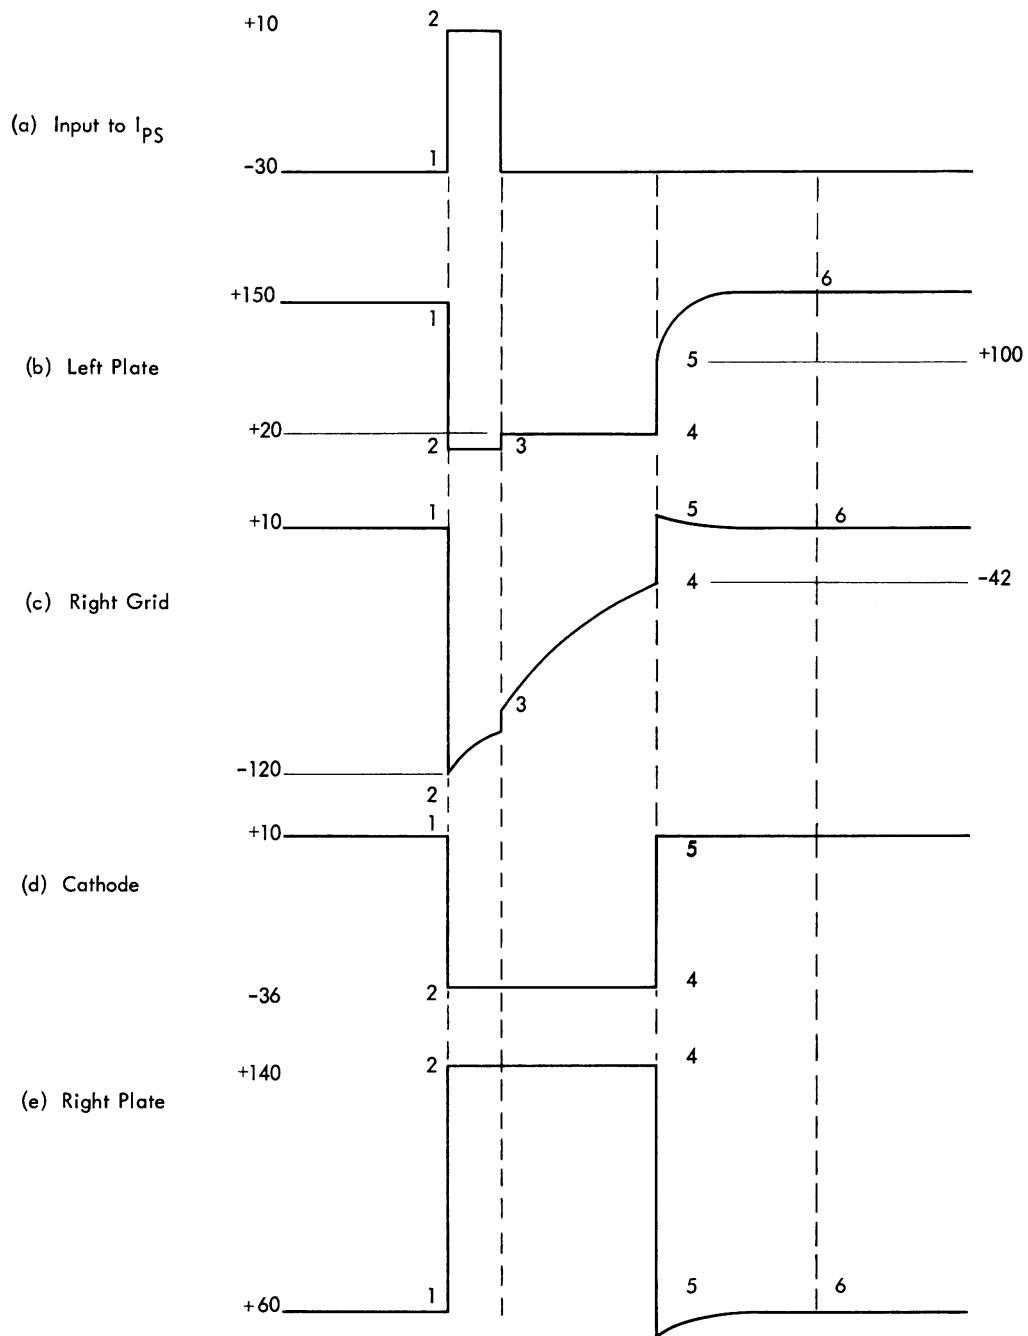 +10 2
(a) Input to IPS
1
-30
+150 1 6
(b) Left Plate 5 +100
+20 2 3 4
+10 1 5 6
4 -42
(c) Right Grid
3
-120
2
1
+10 5
(d) Cathode
-36 2 4
+140 2 4
(e) Right Plate
+60 1 5 6